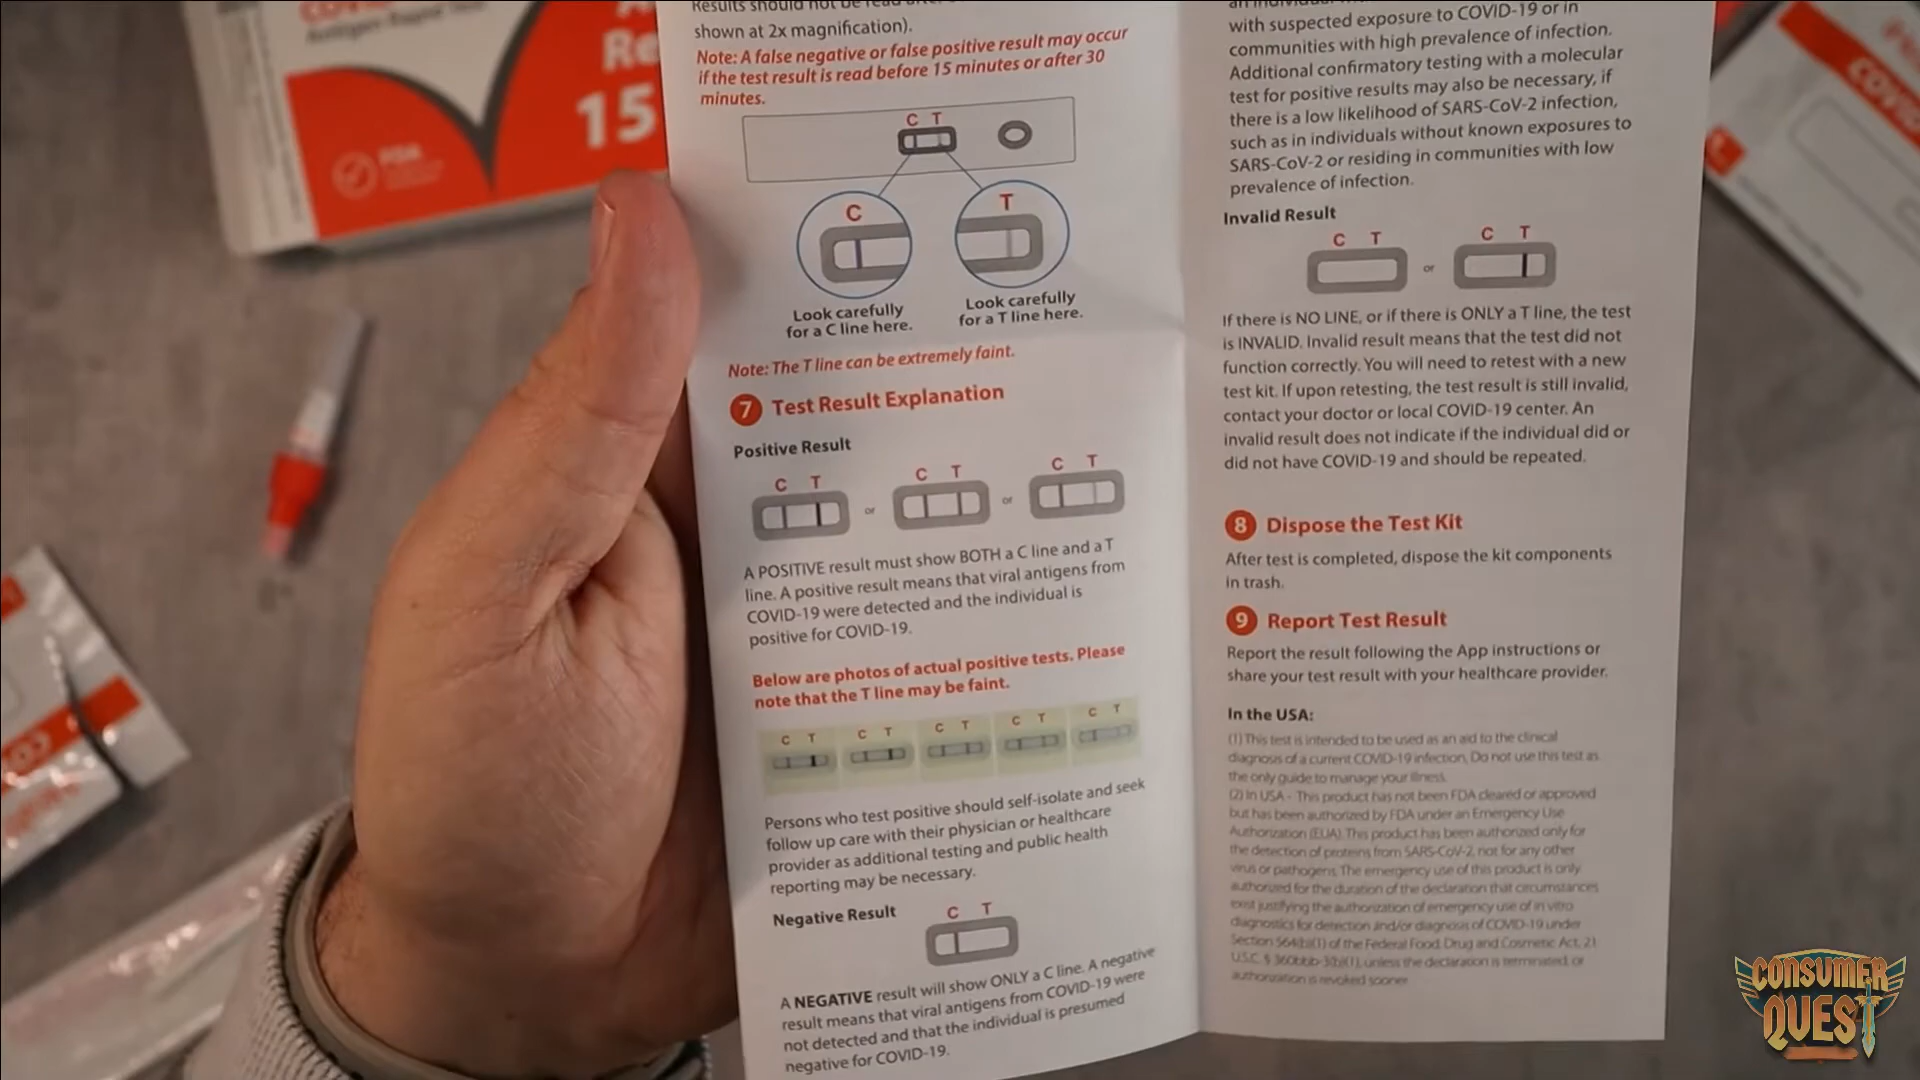 Re
15
FDA
Results should not be read
shown at 2x magnification).
Note: A false negative or false positive result may occur
if the test result is read before 15 minutes or after 30
minutes.
C T
C
T
Look carefully
for a C line here.
Look carefully
for a T line here.
Note: The T line can be extremely faint.
7 Test Result Explanation
Positive Result
C T
or
C T
or
C T
A POSITIVE result must show BOTH a C line and a T
line. A positive result means that viral antigens from
COVID-19 were detected and the individual is
positive for COVID-19.
Below are photos of actual positive tests. Please
note that the T line may be faint.
C T
C T
C T
C T
C T
Persons who test positive should self-isolate and seek
follow up care with their physician or healthcare
provider as additional testing and public health
reporting may be necessary.
Negative Result
C T
A NEGATIVE result will show ONLY a C line. A negative
result means that viral antigens from COVID-19 were
not detected and that the individual is presumed
negative for COVID-19.
with suspected exposure to COVID-19 or in
communities with high prevalence of infection.
Additional confirmatory testing with a molecular
test for positive results may also be necessary, if
there is a low likelihood of SARS-CoV-2 infection,
such as in individuals without known exposures to
SARS-CoV-2 or residing in communities with low
prevalence of infection.
Invalid Result
C T
or
C T
If there is NO LINE, or if there is ONLY a T line, the test
is INVALID. Invalid result means that the test did not
function correctly. You will need to retest with a new
test kit. If upon retesting, the test result is still invalid,
contact your doctor or local COVID-19 center. An
invalid result does not indicate if the individual did or
did not have COVID-19 and should be repeated.
8 Dispose the Test Kit
After test is completed, dispose the kit components
in trash.
9 Report Test Result
Report the result following the App instructions or
share your test result with your healthcare provider.
In the USA:
(1) This test is intended to be used as an aid to the clinical
diagnosis of a current COVID-19 infection. Do not use this test as
the only guide to manage your illness.
(2) In USA - This product has not been FDA cleared or approved
but has been authorized by FDA under an Emergency Use
Authorization (EUA). This product has been authorized only for
the detection of proteins from SARS-CoV-2, not for any other
virus or pathogens. The emergency use of this product is only
authorized for the duration of the declaration that circumstances
exist justifying the authorization of emergency use of in vitro
diagnostics for detection and/or diagnosis of COVID-19 under
Section 564(b)(1) of the Federal Food, Drug and Cosmetic Act, 21
U.S.C. § 360bbb-3(b)(1), unless the declaration is terminated, or
authorization is revoked sooner.
COVID
CONSUMER
QUEST